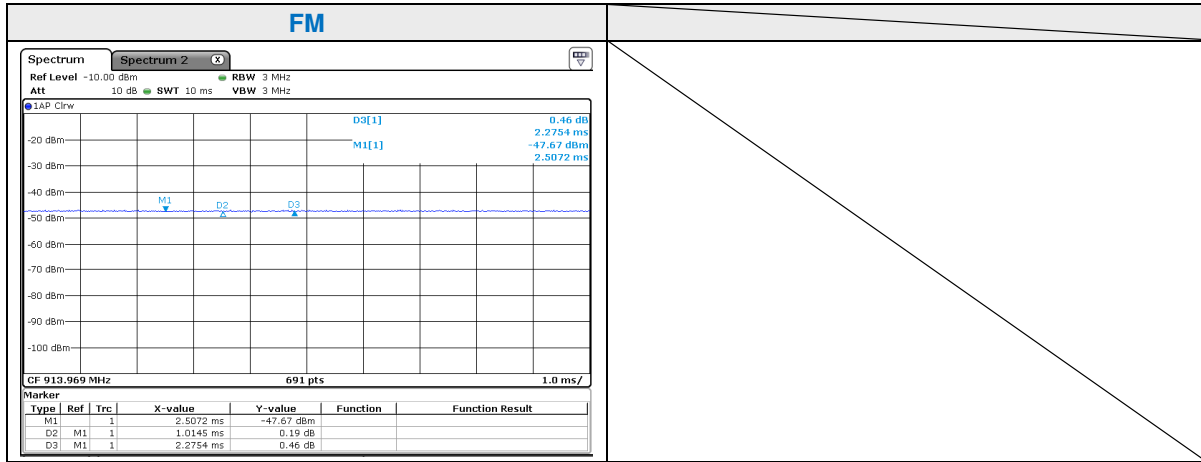 FM
Spectrum Spectrum 2 X
Ref Level -10.00 dBm RBW 3 MHz
Att 10 dB SWT 10 ms VBW 3 MHz
1AP Clrw
D3[1] 0.46 dB
2.2754 ms
M1[1] -47.67 dBm
2.5072 ms
-20 dBm
-30 dBm
-40 dBm
M1 D2 D3
-50 dBm
-60 dBm
-70 dBm
-80 dBm
-90 dBm
-100 dBm
CF 913.969 MHz 691 pts 1.0 ms/
Marker
Type Ref Trc X-value Y-value Function Function Result
M1 1 2.5072 ms -47.67 dBm
D2 M1 1 1.0145 ms 0.19 dB
D3 M1 1 2.2754 ms 0.46 dB